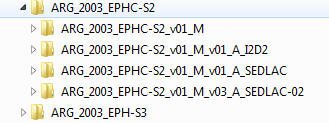 ARG_2003_EPHC-S2
ARG_2003_EPHC-S2_v01_M
ARG_2003_EPHC-S2_v01_M_v01_A_I2D2
ARG_2003_EPHC-S2_v01_M_v01_A_SEDLAC
ARG_2003_EPHC-S2_v01_M_v03_A_SEDLAC-02
ARG_2003_EPH-S3